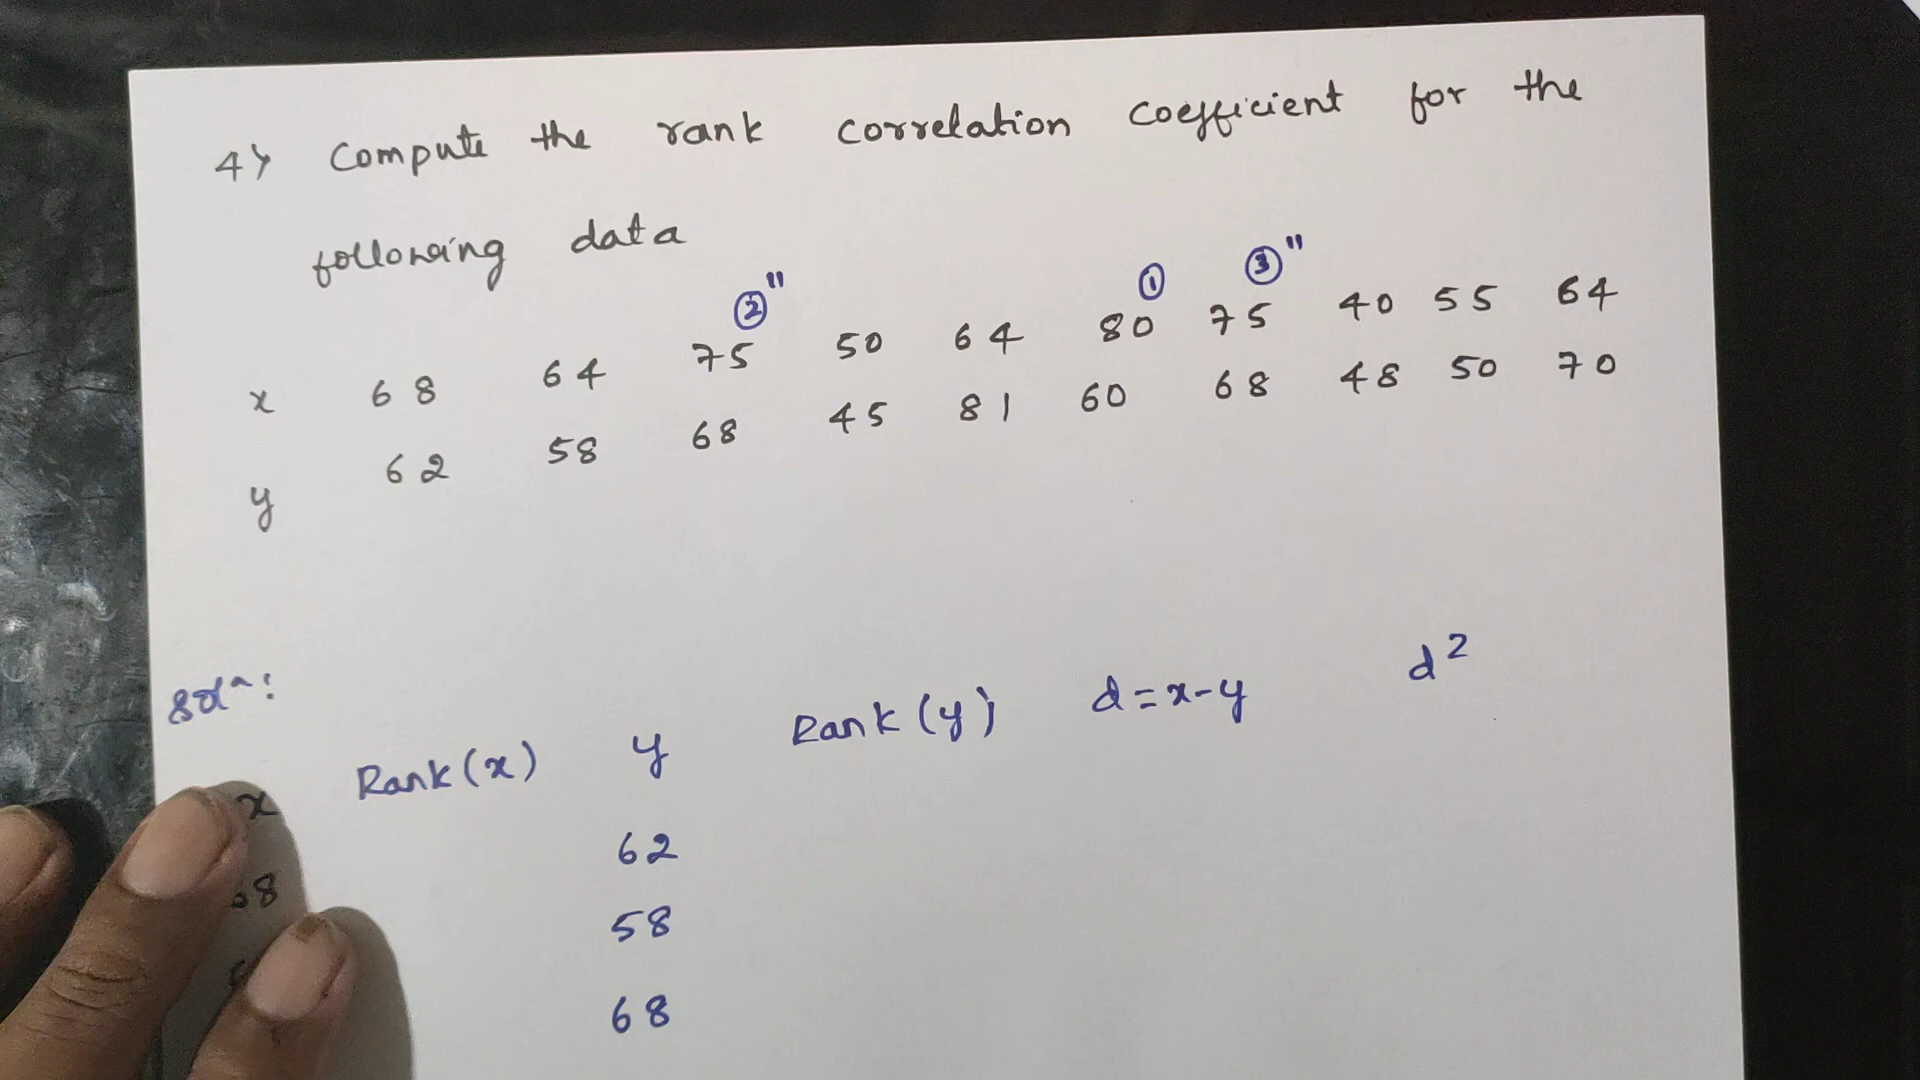 4) Compute the rank correlation coefficient for the
following data
② " ① ③ "
x 68 64 75 50 64 80 75 40 55 64
y 62 58 68 45 81 60 68 48 50 70
Soln:
x Rank(x) y Rank(y) d=x-y d²
68 62
58
68